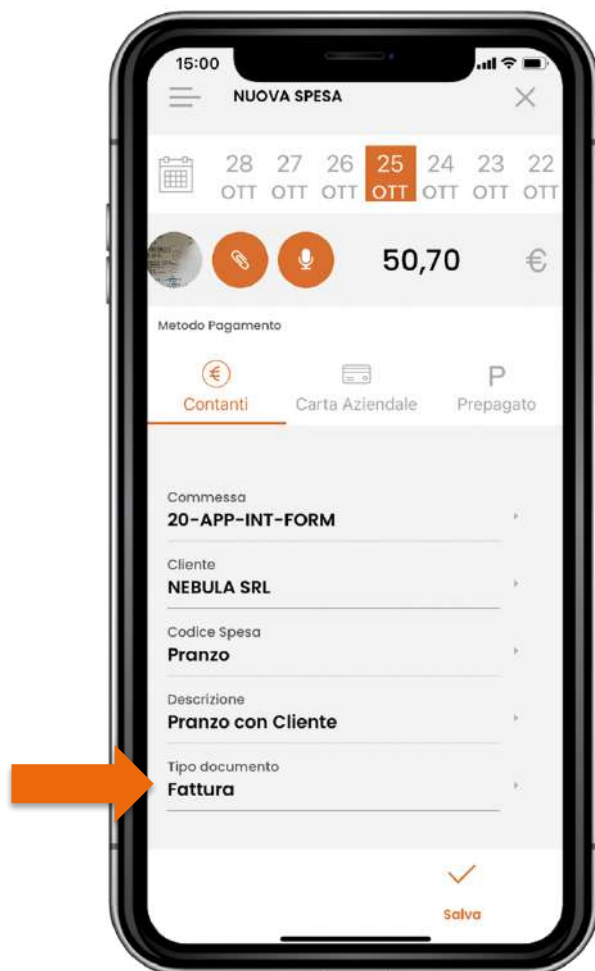 15:00
NUOVA SPESA
28 27 26 25 24 23 22
OTT OTT OTT OTT OTT OTT OTT
50,70 €
Metodo Pagamento
€ P
Contanti Carta Aziendale Prepagato
Commessa
20-APP-INT-FORM
Cliente
NEBULA SRL
Codice Spesa
Pranzo
Descrizione
Pranzo con Cliente
Tipo documento
Fattura
Salva